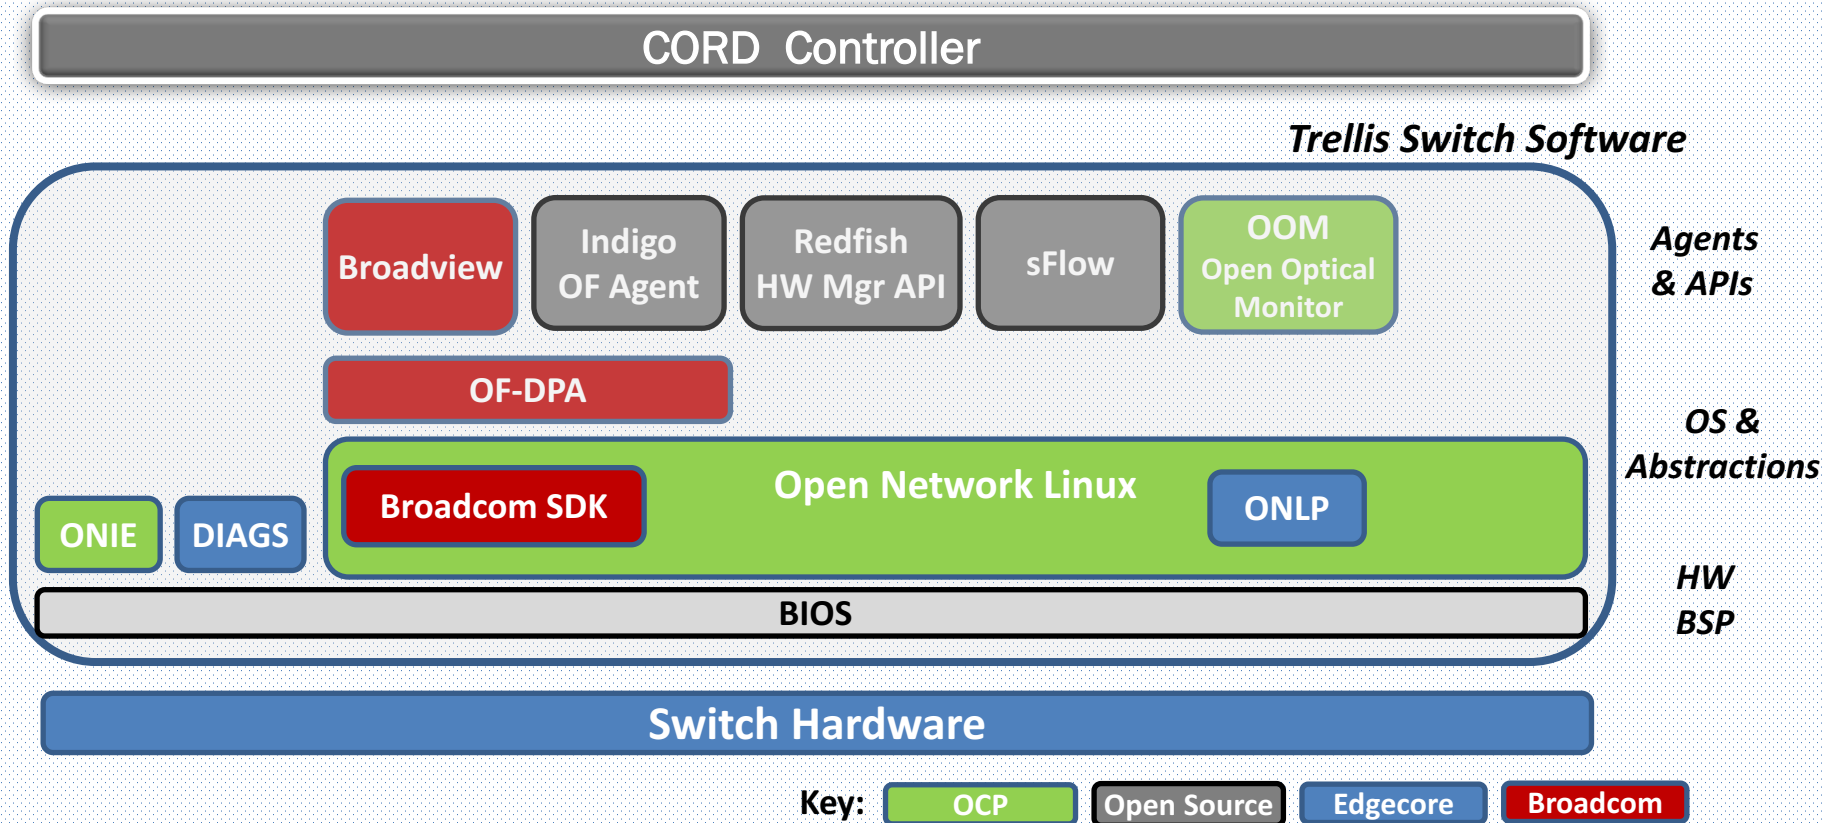 CORD Controller
Trellis Switch Software
Broadview
Indigo
OF Agent
Redfish
HW Mgr API
sFlow
OOM
Open Optical
Monitor
Agents
& APIs
OF-DPA
OS &
Abstractions
Open Network Linux
Broadcom SDK
ONLP
ONIE
DIAGS
HW
BSP
BIOS
Switch Hardware
Key:
OCP
Open Source
Edgecore
Broadcom